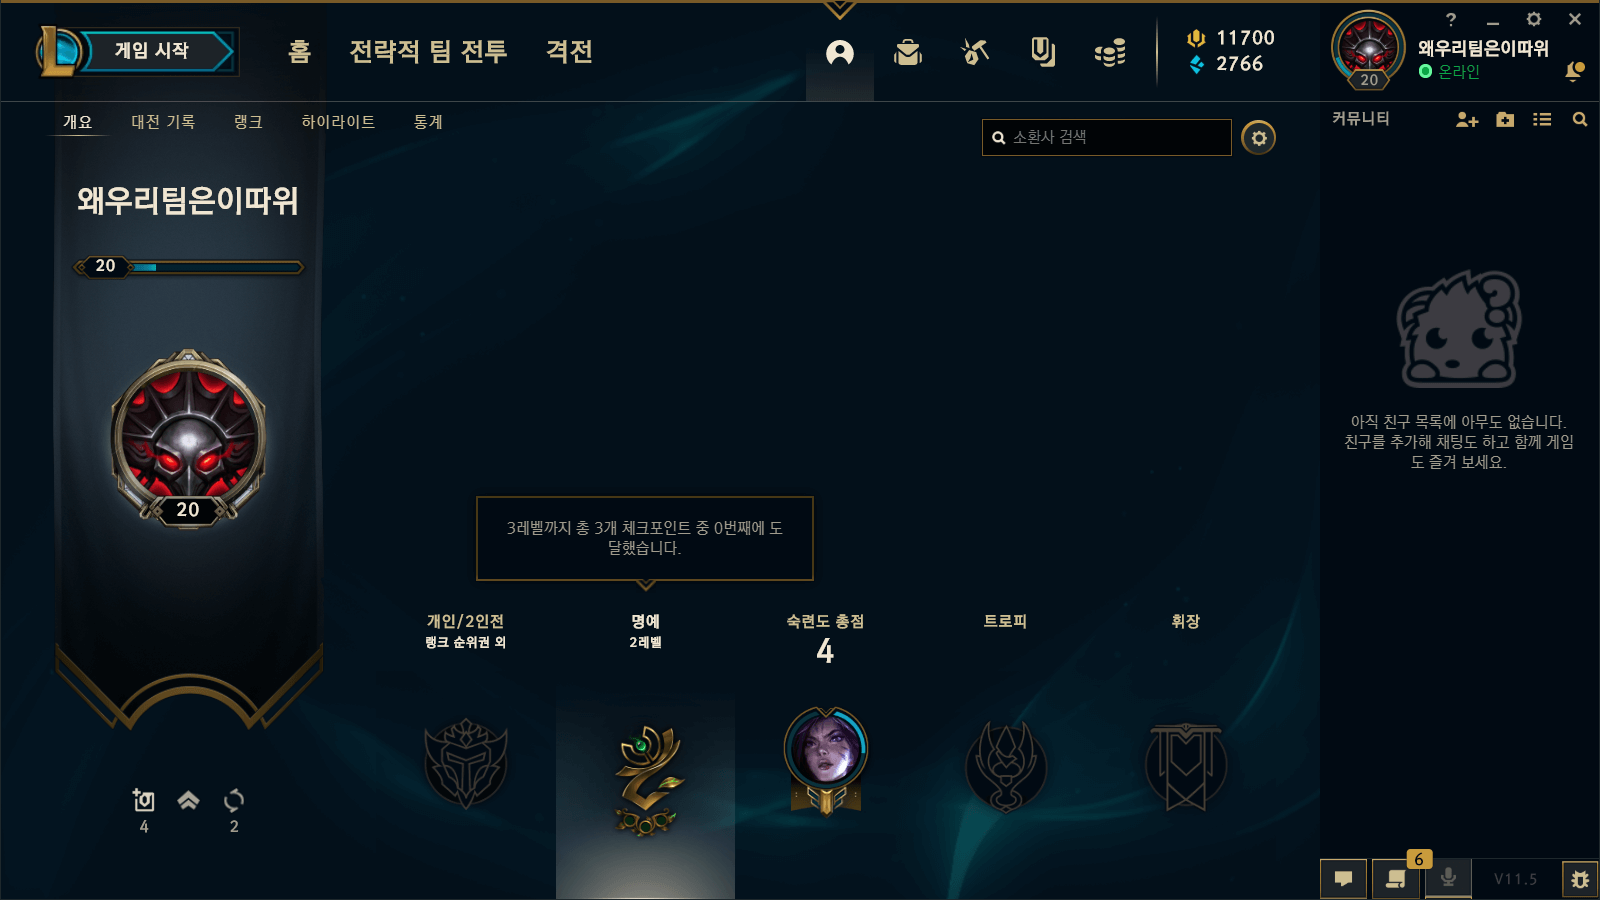 게임 시작
홈
전략적 팀 전투
격전
11700
2766
?
왜우리팀은이따위
온라인
20
개요
대전 기록
랭크
하이라이트
통계
소환사 검색
커뮤니티
왜우리팀은이따위
20
20
아직 친구 목록에 아무도 없습니다.
친구를 추가해 채팅도 하고 함께 게임
도 즐겨 보세요.
3레벨까지 총 3개 체크포인트 중 0번째에 도
달했습니다.
개인/2인전
랭크 순위권 외
명예
2레벨
숙련도 총점
4
트로피
휘장
4
2
6
V11.5